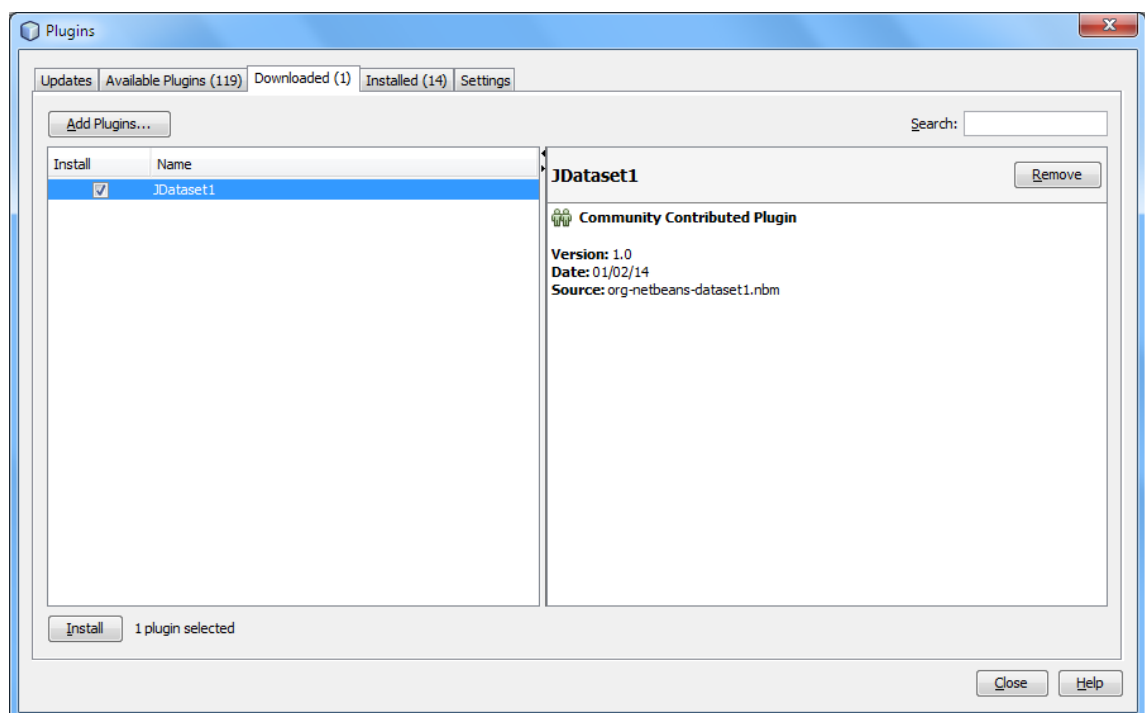 Plugins
Updates Available Plugins (119) Downloaded (1) Installed (14) Settings
Add Plugins... Search:
Install Name
JDataset1
JDataset1 Remove
Community Contributed Plugin
Version: 1.0
Date: 01/02/14
Source: org-netbeans-dataset1.nbm
Install 1 plugin selected
Close Help